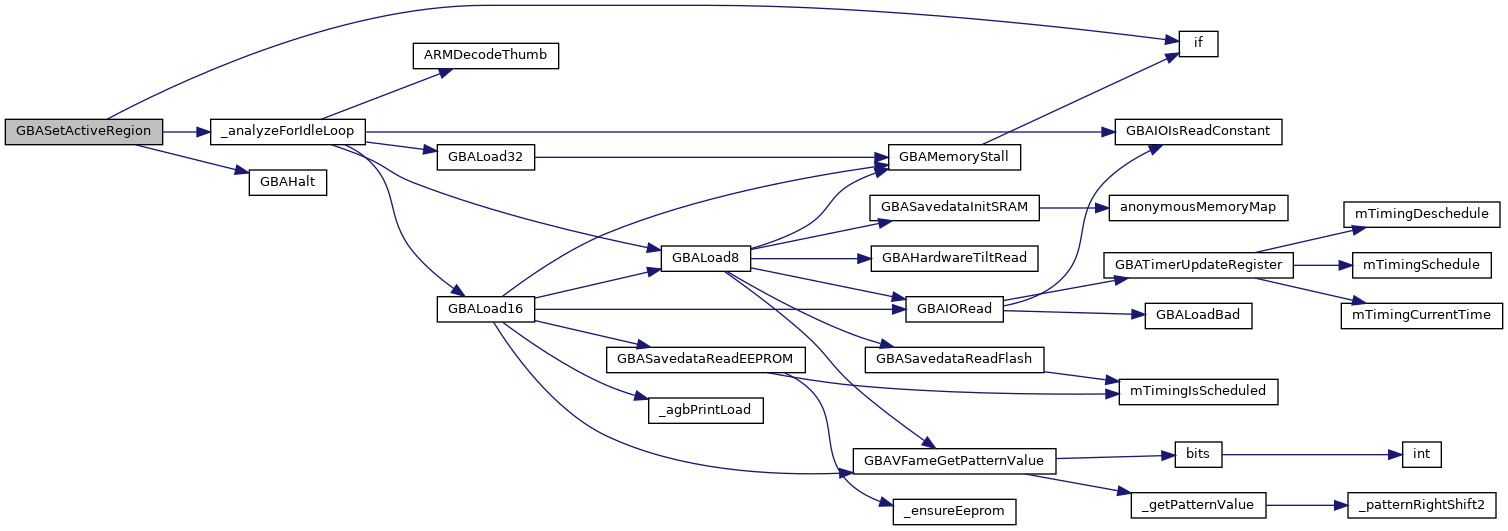 GBASetActiveRegion
_analyzeForIdleLoop
GBAHalt
ARMDecodeThumb
GBALoad32
GBALoad16
GBALoad8
GBASavedataReadEEPROM
_agbPrintLoad
GBAMemoryStall
GBASavedataInitSRAM
GBAHardwareTiltRead
GBAIORead
GBASavedataReadFlash
GBAVFameGetPatternValue
_ensureEeprom
if
GBAIOIsReadConstant
anonymousMemoryMap
GBATimerUpdateRegister
GBALoadBad
mTimingIsScheduled
bits
_getPatternValue
mTimingDeschedule
mTimingSchedule
mTimingCurrentTime
int
_patternRightShift2